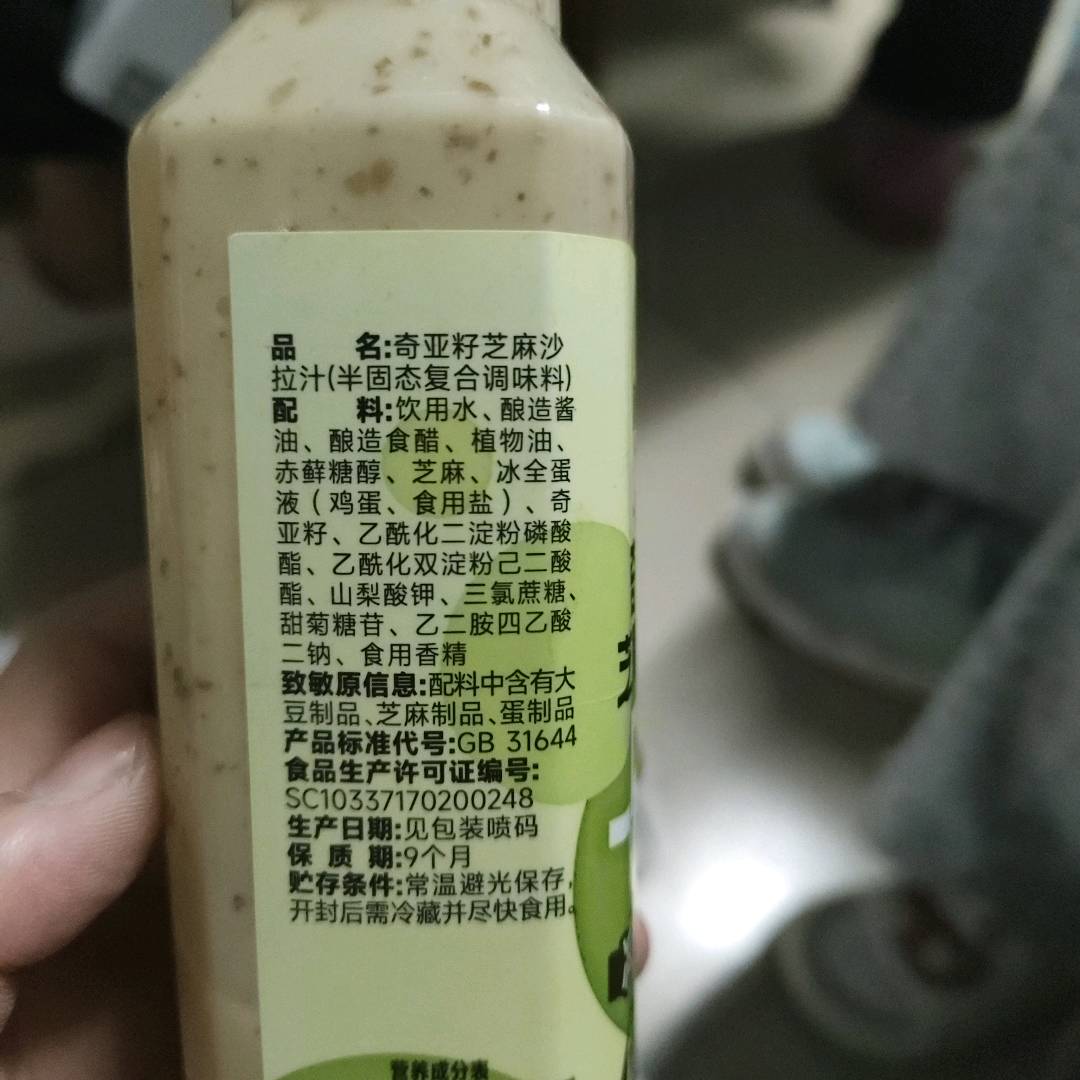 品 名:奇亚籽芝麻沙
拉汁(半固态复合调味料)
配 料:饮用水、酿造酱
油、酿造食醋、植物油、
赤藓糖醇、芝麻、冰全蛋
液（鸡蛋、食用盐）、奇
亚籽、乙酰化二淀粉磷酸
酯、乙酰化双淀粉己二酸
酯、山梨酸钾、三氯蔗糖、
甜菊糖苷、乙二胺四乙酸
二钠、食用香精
致敏原信息:配料中含有大
豆制品、芝麻制品、蛋制品
产品标准代号:GB 31644
食品生产许可证编号:
SC10337170200248
生产日期:见包装喷码
保 质 期:9个月
贮存条件:常温避光保存,
开封后需冷藏并尽快食用。
营养成分表